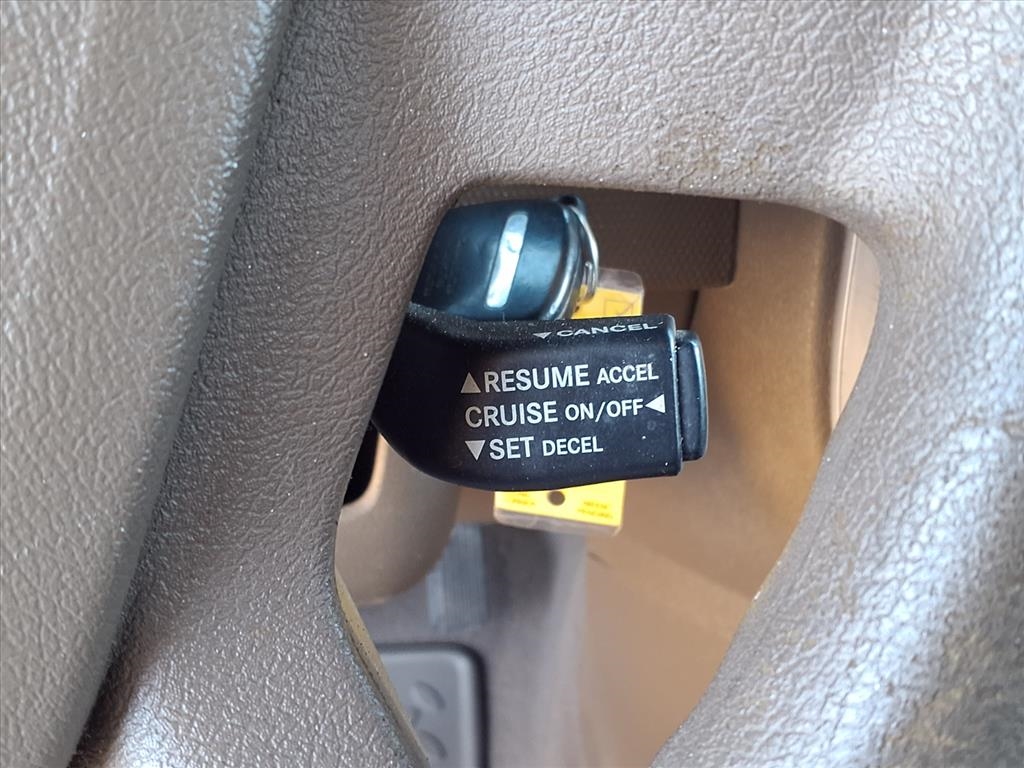 ▼CANCEL
▲RESUME ACCEL
CRUISE ON/OFF◄
▼SET DECEL